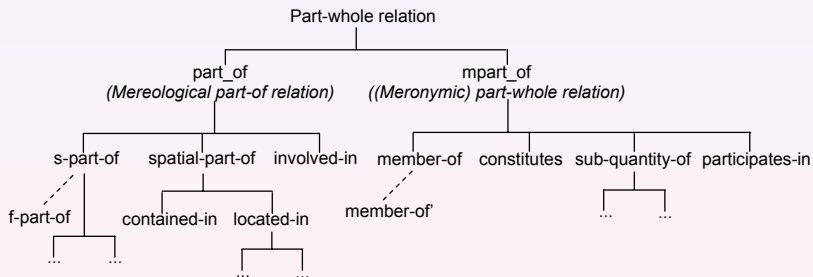 Part-whole relation
part_of mpart_of
(Mereological part-of relation) ((Meronymic) part-whole relation)
s-part-of spatial-part-of involved-in member-of constitutes sub-quantity-of participates-in
f-part-of contained-in located-in member-of’ ... ...
... ...
... ...